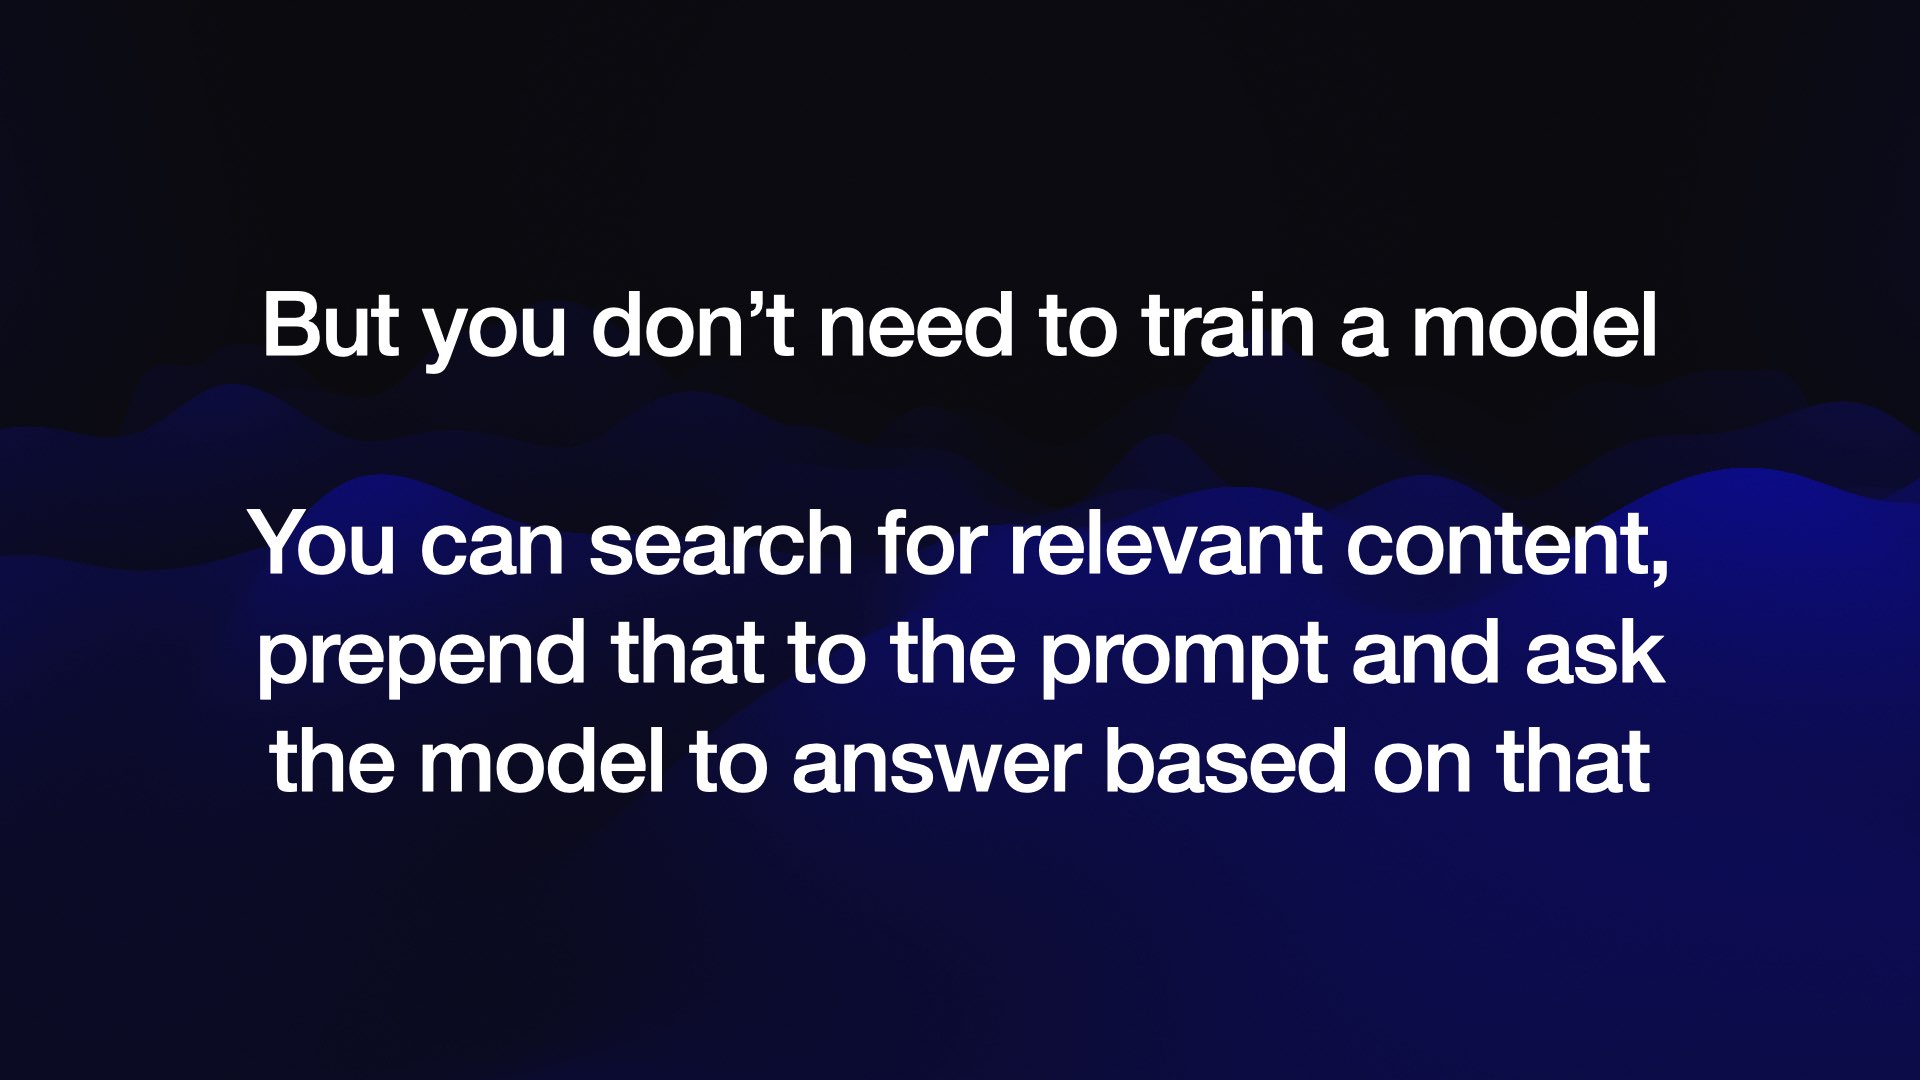 But you don’t need to train a model
You can search for relevant content,
prepend that to the prompt and ask
the model to answer based on that